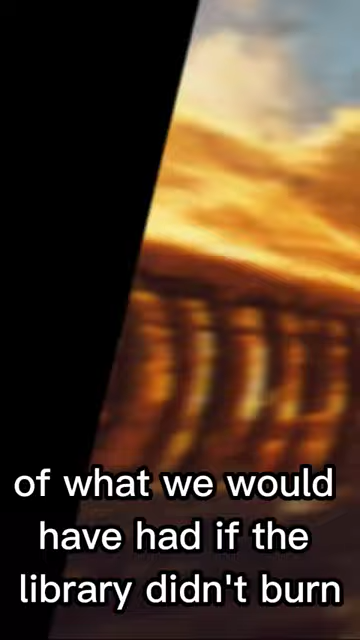 of what we would
have had if the
library didn't burn